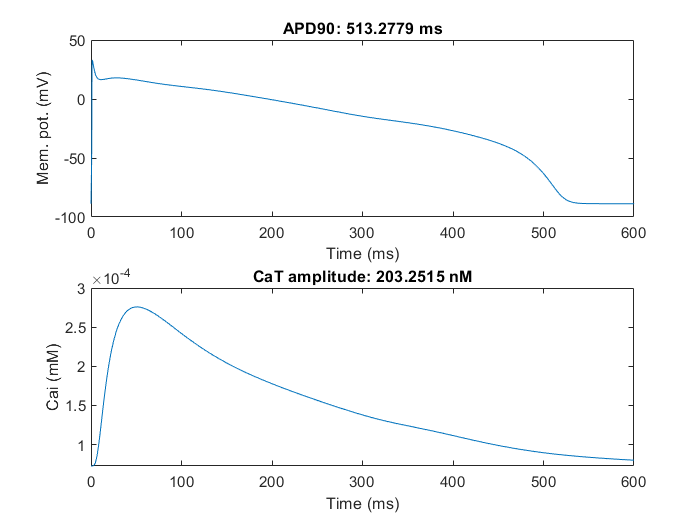 APD90: 513.2779 ms
50
0
-50
-100
Mem. pot. (mV)
0 100 200 300 400 500 600
Time (ms)
×10-4
CaT amplitude: 203.2515 nM
3
2.5
2
1.5
1
Cai (mM)
0 100 200 300 400 500 600
Time (ms)